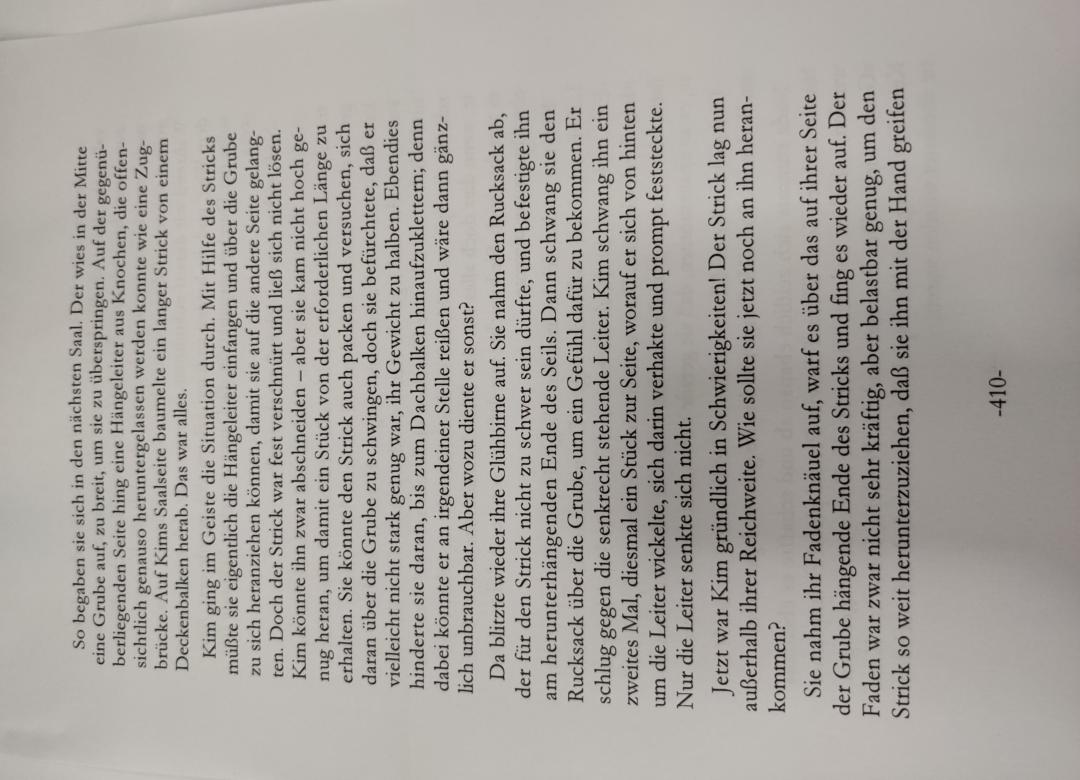 So begaben sie sich in den nächsten Saal. Der wies in der Mitte
eine Grube auf, zu breit, um sie zu überspringen. Auf der gegenü-
berliegenden Seite hing eine Hängeleiter aus Knochen, die offen-
sichtlich genauso heruntergelassen werden konnte wie eine Zug-
brücke. Auf Kims Saalseite baumelte ein langer Strick von einem
Deckenbalken herab. Das war alles.
Kim ging im Geiste die Situation durch. Mit Hilfe des Stricks
müßte sie eigentlich die Hängeleiter einfangen und über die Grube
zu sich heranziehen können, damit sie auf die andere Seite gelang-
ten. Doch der Strick war fest verschnürt und ließ sich nicht lösen.
Kim könnte ihn zwar abschneiden – aber sie kam nicht hoch ge-
nug heran, um damit ein Stück von der erforderlichen Länge zu
erhalten. Sie könnte den Strick auch packen und versuchen, sich
daran über die Grube zu schwingen, doch sie befürchtete, daß er
vielleicht nicht stark genug war, ihr Gewicht zu halben. Ebendies
hinderte sie daran, bis zum Dachbalken hinaufzuklettern; denn
dabei könnte er an irgendeiner Stelle reißen und wäre dann gänz-
lich unbrauchbar. Aber wozu diente er sonst?
Da blitzte wieder ihre Glühbirne auf. Sie nahm den Rucksack ab,
der für den Strick nicht zu schwer sein dürfte, und befestigte ihn
am herunterhängenden Ende des Seils. Dann schwang sie den
Rucksack über die Grube, um ein Gefühl dafür zu bekommen. Er
schlug gegen die senkrecht stehende Leiter. Kim schwang ihn ein
zweites Mal, diesmal ein Stück zur Seite, worauf er sich von hinten
um die Leiter wickelte, sich darin verhakte und prompt feststeckte.
Nur die Leiter senkte sich nicht.
Jetzt war Kim gründlich in Schwierigkeiten! Der Strick lag nun
außerhalb ihrer Reichweite. Wie sollte sie jetzt noch an ihn heran-
kommen?
Sie nahm ihr Fadenknäuel auf, warf es über das auf ihrer Seite
der Grube hängende Ende des Stricks und fing es wieder auf. Der
Faden war zwar nicht sehr kräftig, aber belastbar genug, um den
Strick so weit herunterzuziehen, daß sie ihn mit der Hand greifen
-410-